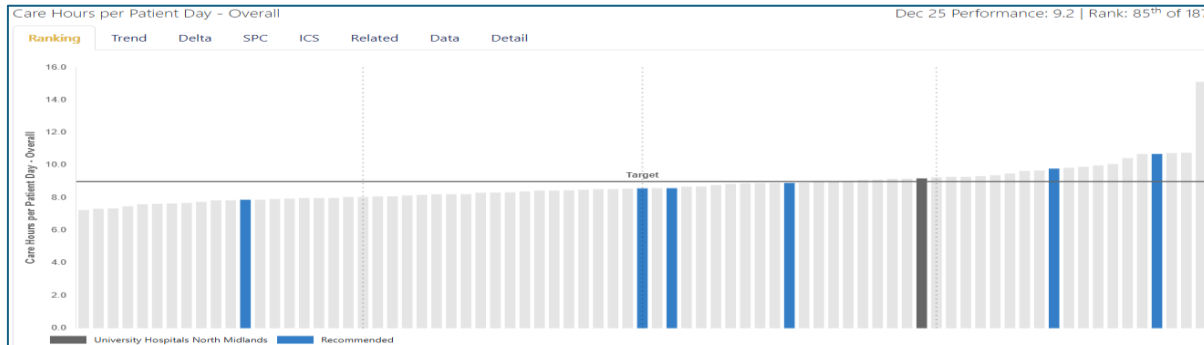 Care Hours per Patient Day - Overall
Dec 25 Performance: 9.2 | Rank: 85th of 187
Ranking Trend Delta SPC ICS Related Data Detail
Care Hours per Patient Day - Overall
16.0
14.0
12.0
10.0
8.0
6.0
4.0
2.0
0.0
Target
University Hospitals North Midlands
Recommended